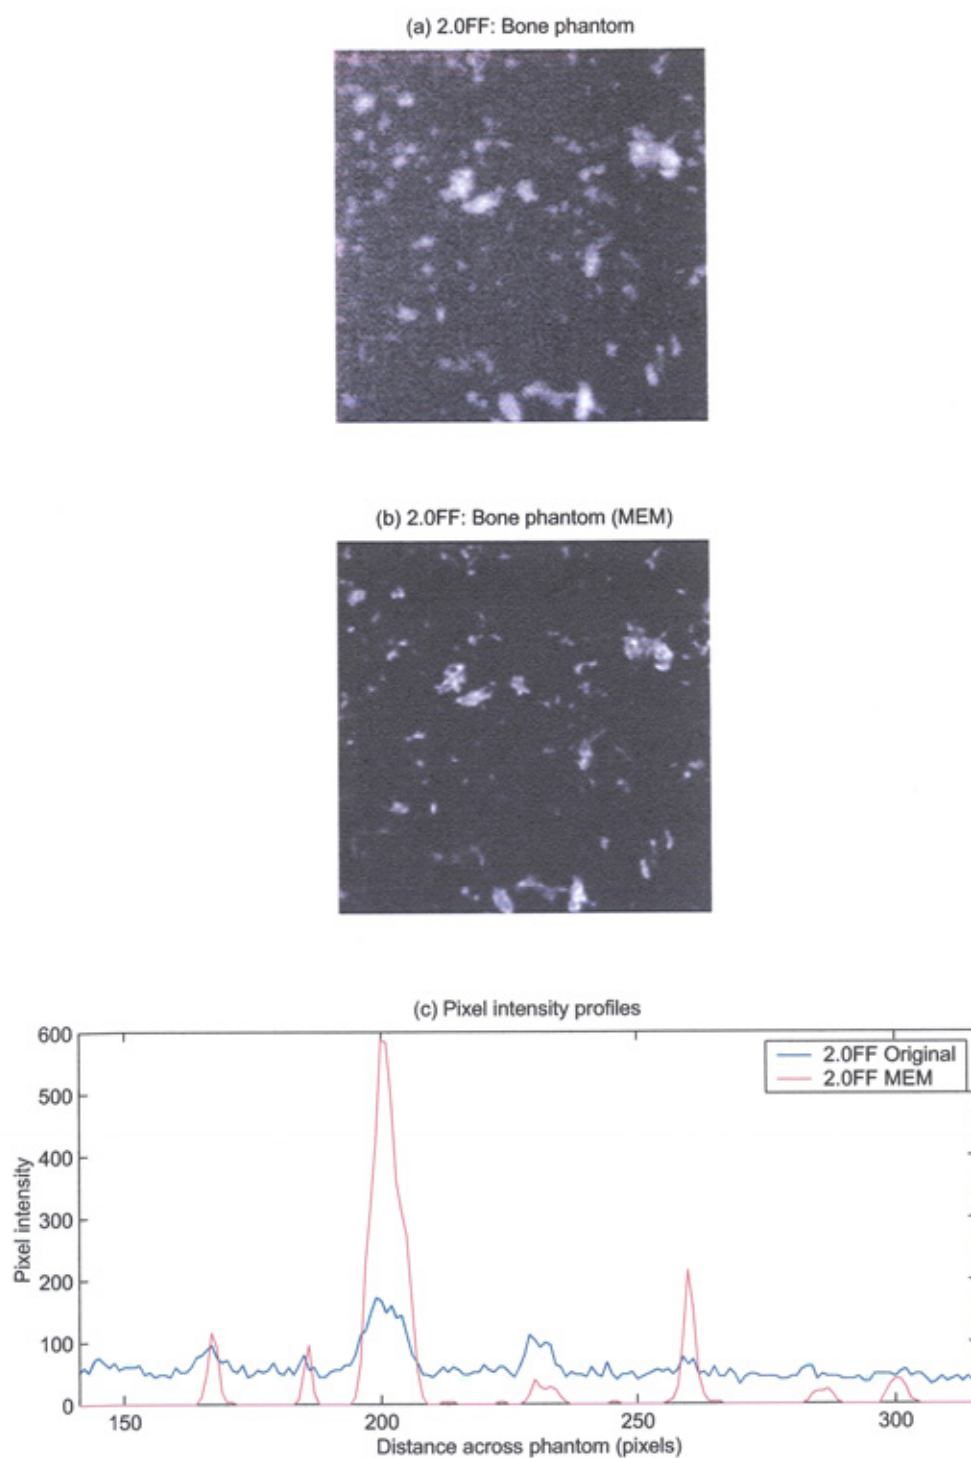 (a) 2.0FF: Bone phantom
(b) 2.0FF: Bone phantom (MEM)
(c) Pixel intensity profiles
600
500
400
300
200
100
0
Pixel intensity
2.0FF Original
2.0FF MEM
150
200
250
300
Distance across phantom (pixels)